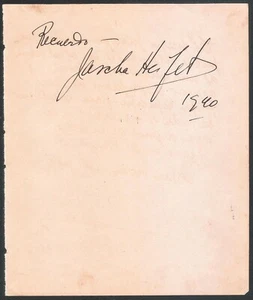 Recuerdo —
Jascha Heifetz
1940